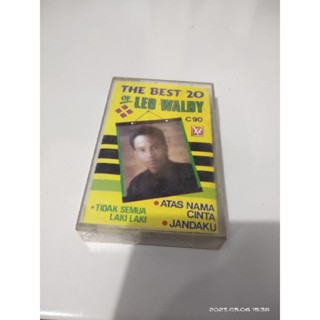 THE BEST 20
OF LEO WALDY
C90
• TIDAK SEMUA
LAKI LAKI
• ATAS NAMA
CINTA
• JANDAKU
2023.05.06 15:38